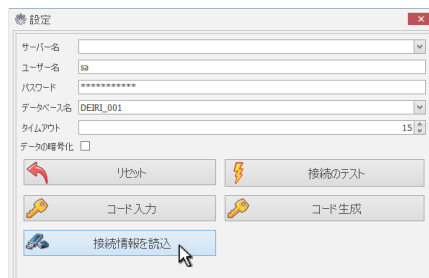 設定
サーバー名
ユーザー名 sa
パスワード ***********
データベース名 DEIRI_001
タイムアウト 15
データの暗号化
リセット 接続のテスト
コード入力 コード生成
接続情報を読込